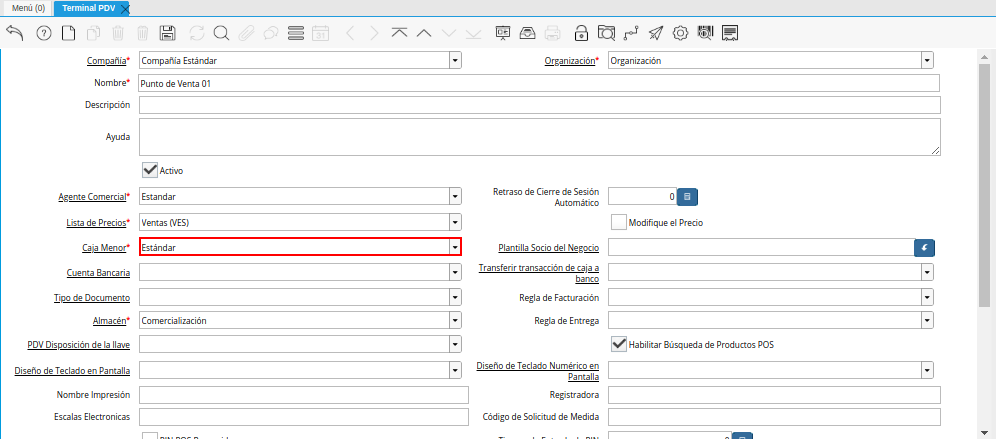 Menú (0) Terminal PDV
Compañía* Compañía Estándar Organización* Organización
Nombre* Punto de Venta 01
Descripción
Ayuda
Activo
Agente Comercial* Estandar Retraso de Cierre de Sesión Automático 0
Lista de Precios* Ventas (VES) Modifique el Precio
Caja Menor* Estándar Plantilla Socio del Negocio
Cuenta Bancaria Transferir transacción de caja a banco
Tipo de Documento Regla de Facturación
Almacén* Comercialización Regla de Entrega
PDV Disposición de la llave Habilitar Búsqueda de Productos POS
Diseño de Teclado en Pantalla Diseño de Teclado Numérico en Pantalla
Nombre Impresión Registradora
Escalas Electronicas Código de Solicitud de Medida